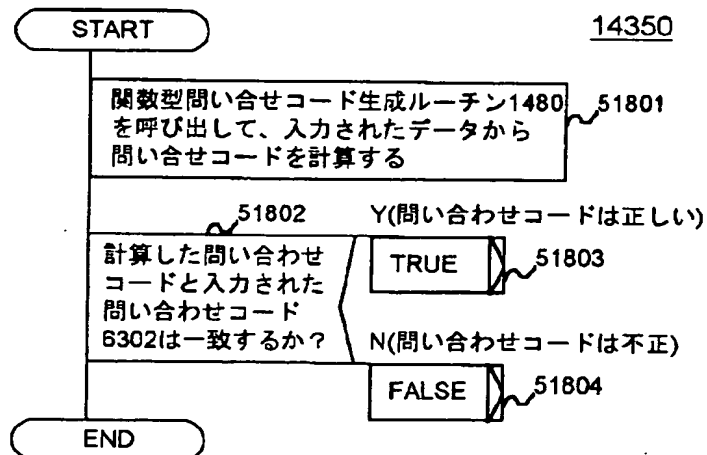 START
14350
関数型問い合せコード生成ルーチン1480
を呼び出して、入力されたデータから
問い合せコードを計算する
51801
51802
計算した問い合わせ
コードと入力された
問い合わせコード
6302は一致するか？
Y(問い合わせコードは正しい)
TRUE
51803
N(問い合わせコードは不正)
FALSE
51804
END